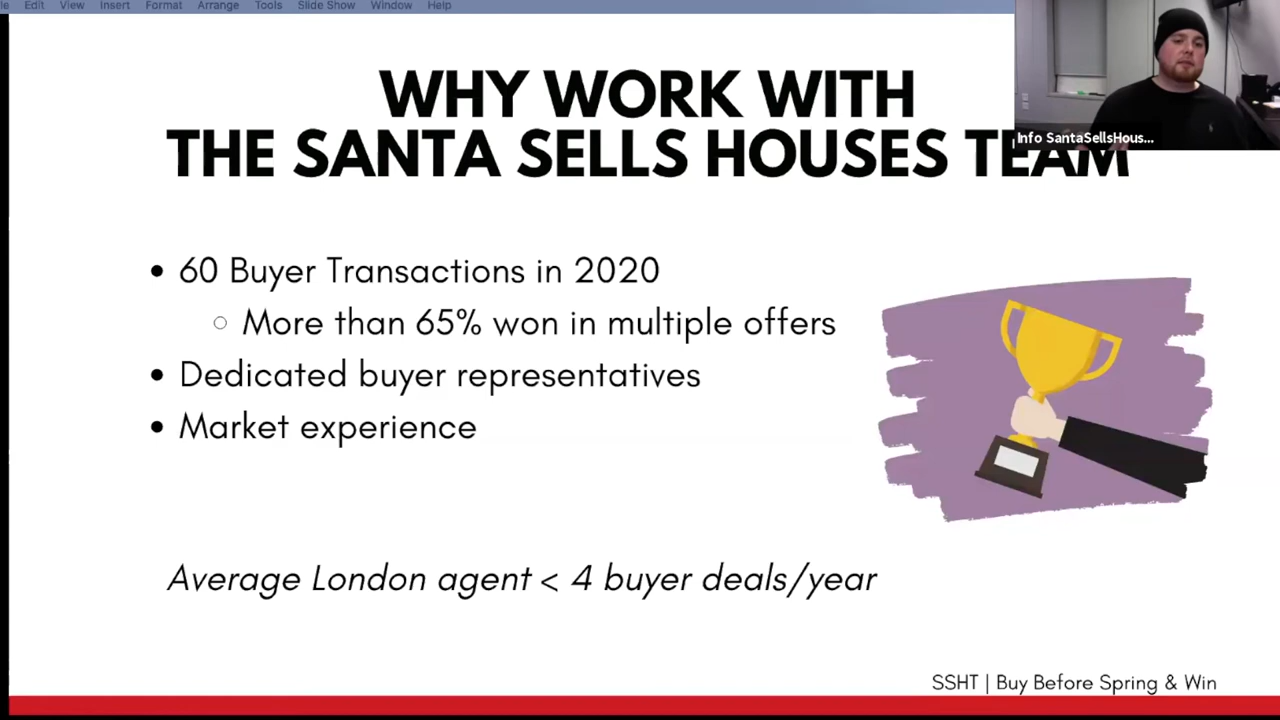 le Edit View Insert Format Arrange Tools Slide Show Window Help
WHY WORK WITH
THE SANTA SELLS HOUSES TEAM
Info SantaSellsHous...
• 60 Buyer Transactions in 2020
○ More than 65% won in multiple offers
• Dedicated buyer representatives
• Market experience
Average London agent < 4 buyer deals/year
SSHT | Buy Before Spring & Win